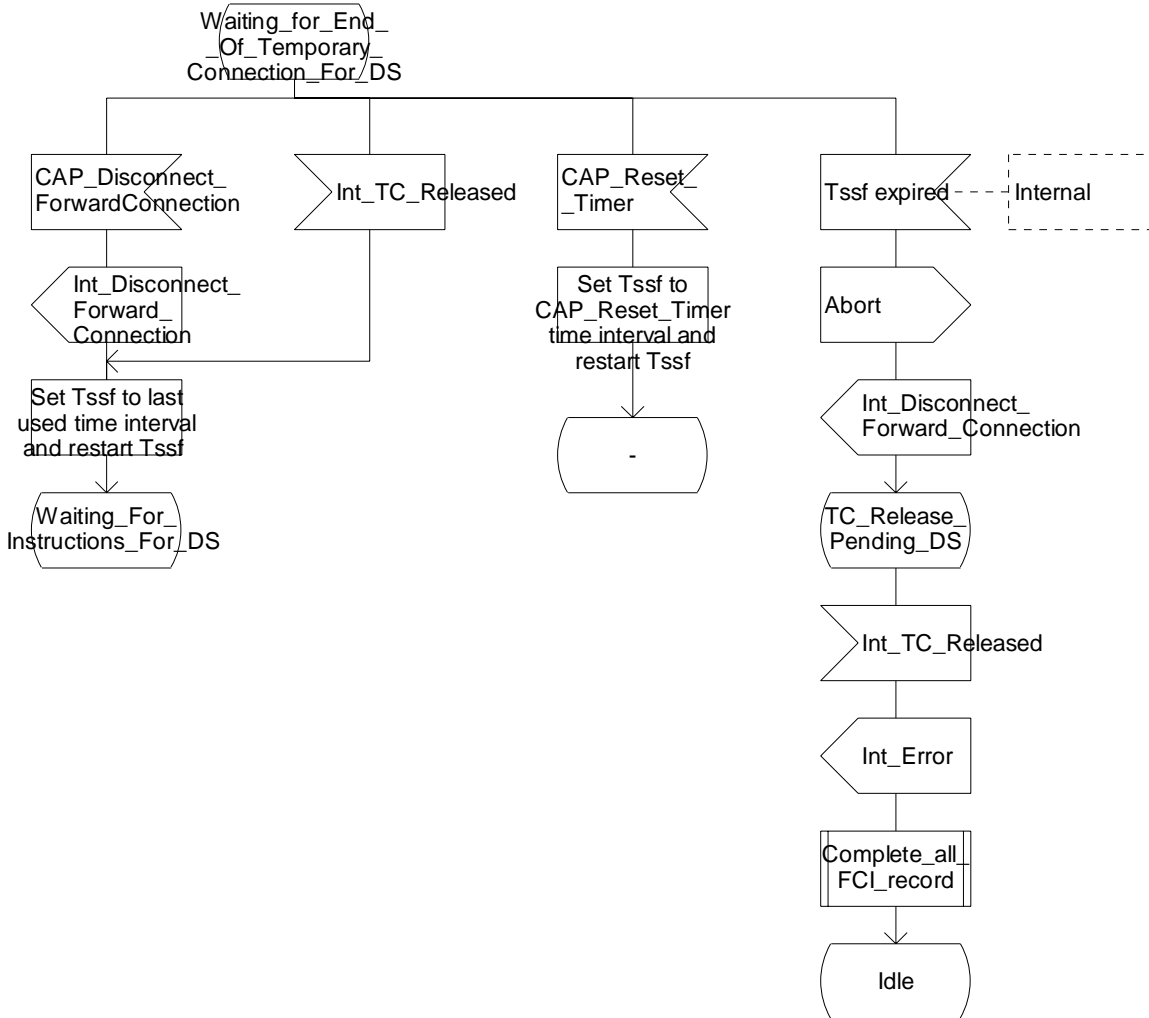 Waiting_for_End_
_Of_Temporary_
Connection_For_DS
CAP_Disconnect_
ForwardConnection
Int_TC_Released
CAP_Reset_
_Timer
Tssf expired
Internal
Int_Disconnect_
Forward_
Connection
Set Tssf to
CAP_Reset_Timer
time interval and
restart Tssf
Abort
Set Tssf to last
used time interval
and restart Tssf
-
Int_Disconnect_
Forward_Connection
Waiting_For_
Instructions_For_DS
TC_Release_
Pending_DS
Int_TC_Released
Int_Error
Complete_all_
FCI_record
Idle